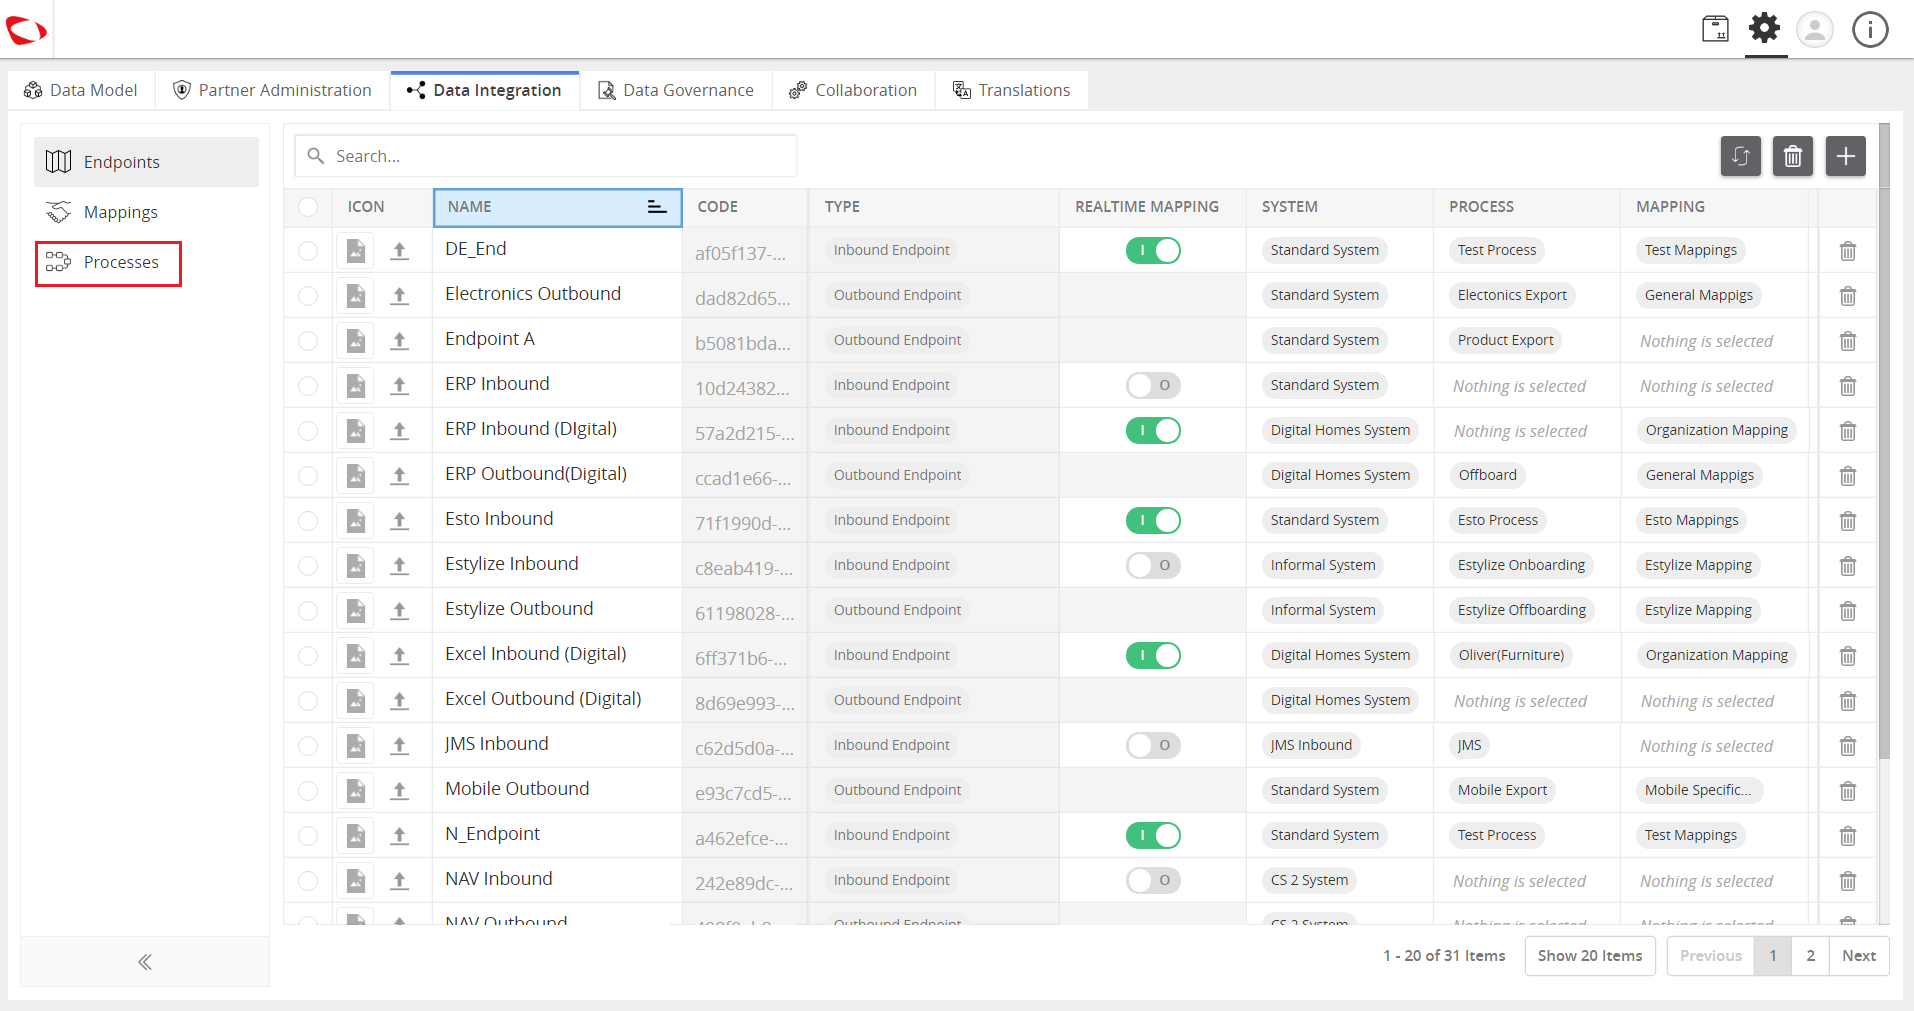 Data Model Partner Administration Data Integration Data Governance Collaboration Translations
Endpoints
Mappings
Processes
Search...
ICON NAME CODE TYPE REALTIME MAPPING SYSTEM PROCESS MAPPING
DE_End af05f137-... Inbound Endpoint I Standard System Test Process Test Mappings
Electronics Outbound dad82d65... Outbound Endpoint Standard System Electonics Export General Mappigs
Endpoint A b5081bda... Outbound Endpoint Standard System Product Export Nothing is selected
ERP Inbound 10d24382... Inbound Endpoint O Standard System Nothing is selected Nothing is selected
ERP Inbound (DIgital) 57a2d215-... Inbound Endpoint I Digital Homes System Nothing is selected Organization Mapping
ERP Outbound(Digital) ccad1e66-... Outbound Endpoint Digital Homes System Offboard General Mappigs
Esto Inbound 71f1990d-... Inbound Endpoint I Standard System Esto Process Esto Mappings
Estylize Inbound c8eab419-... Inbound Endpoint O Informal System Estylize Onboarding Estylize Mapping
Estylize Outbound 61198028-... Outbound Endpoint Informal System Estylize Offboarding Estylize Mapping
Excel Inbound (Digital) 6ff371b6-... Inbound Endpoint I Digital Homes System Oliver(Furniture) Organization Mapping
Excel Outbound (Digital) 8d69e993-... Outbound Endpoint Digital Homes System Nothing is selected Nothing is selected
JMS Inbound c62d5d0a-... Inbound Endpoint O JMS Inbound JMS Nothing is selected
Mobile Outbound e93c7cd5-... Outbound Endpoint Standard System Mobile Export Mobile Specific...
N_Endpoint a462efce-... Inbound Endpoint I Standard System Test Process Test Mappings
NAV Inbound 242e89dc-... Inbound Endpoint O CS 2 System Nothing is selected Nothing is selected
NAV Outbound Outbound Endpoint CS 2 System Nothing is selected Nothing is selected
1 - 20 of 31 Items Show 20 Items Previous 1 2 Next